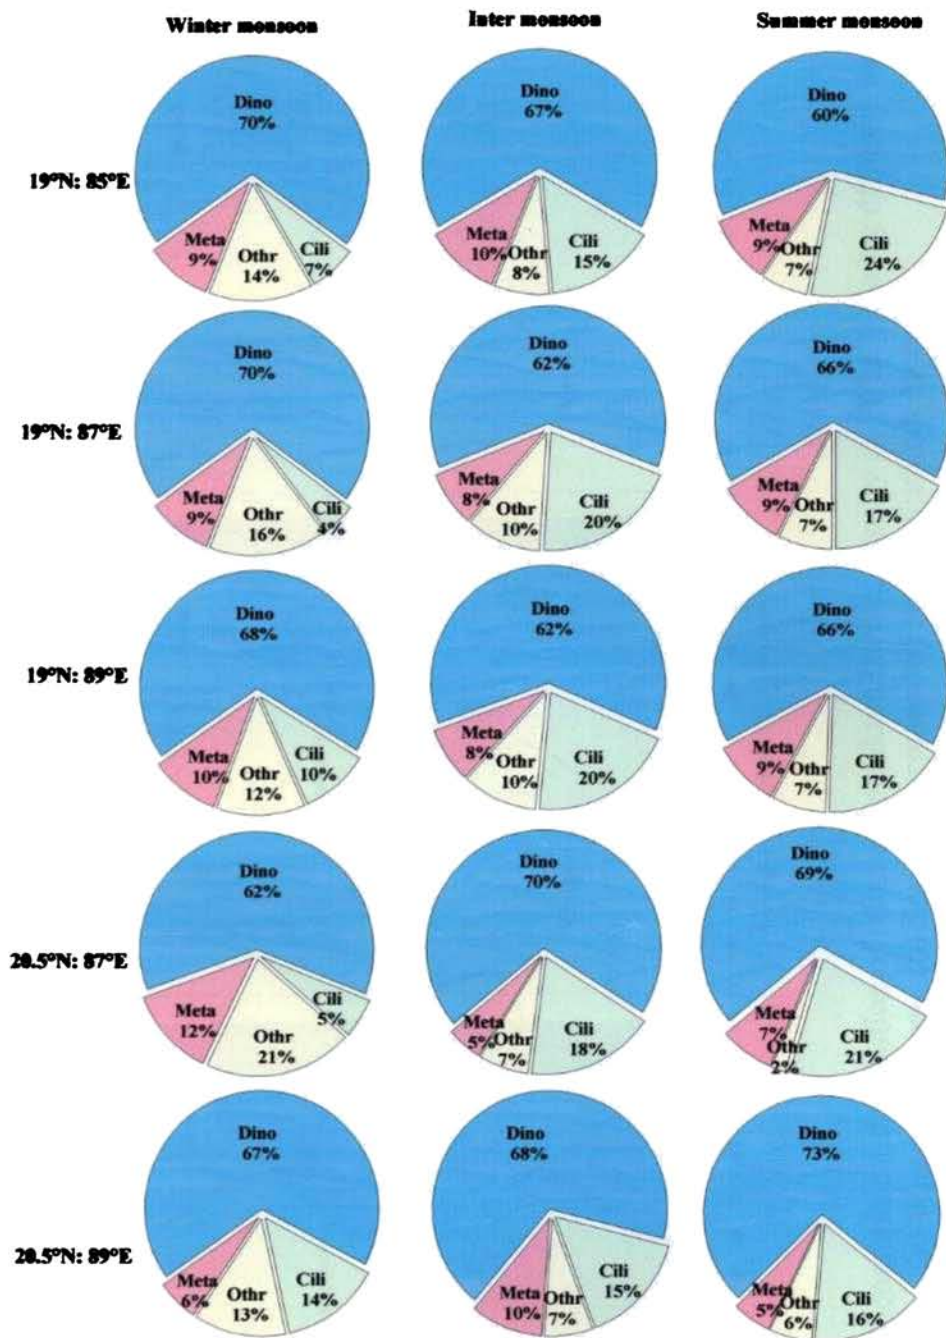 Winter monsoon
Inter monsoon
Summer monsoon
19°N: 85°E
Dino
70%
Meta
9%
Othr
14%
Cili
7%
Dino
67%
Meta
10%
Othr
8%
Cili
15%
Dino
60%
Meta
9%
Othr
7%
Cili
24%
19°N: 87°E
Dino
70%
Meta
9%
Othr
16%
Cili
4%
Dino
62%
Meta
8%
Othr
10%
Cili
20%
Dino
66%
Meta
9%
Othr
7%
Cili
17%
19°N: 89°E
Dino
68%
Meta
10%
Othr
12%
Cili
10%
Dino
62%
Meta
8%
Othr
10%
Cili
20%
Dino
66%
Meta
9%
Othr
7%
Cili
17%
20.5°N: 87°E
Dino
62%
Meta
12%
Othr
21%
Cili
5%
Dino
70%
Meta
5%
Othr
7%
Cili
18%
Dino
69%
Meta
7%
Othr
2%
Cili
21%
20.5°N: 89°E
Dino
67%
Meta
6%
Othr
13%
Cili
14%
Dino
68%
Meta
10%
Othr
7%
Cili
15%
Dino
73%
Meta
5%
Othr
6%
Cili
16%